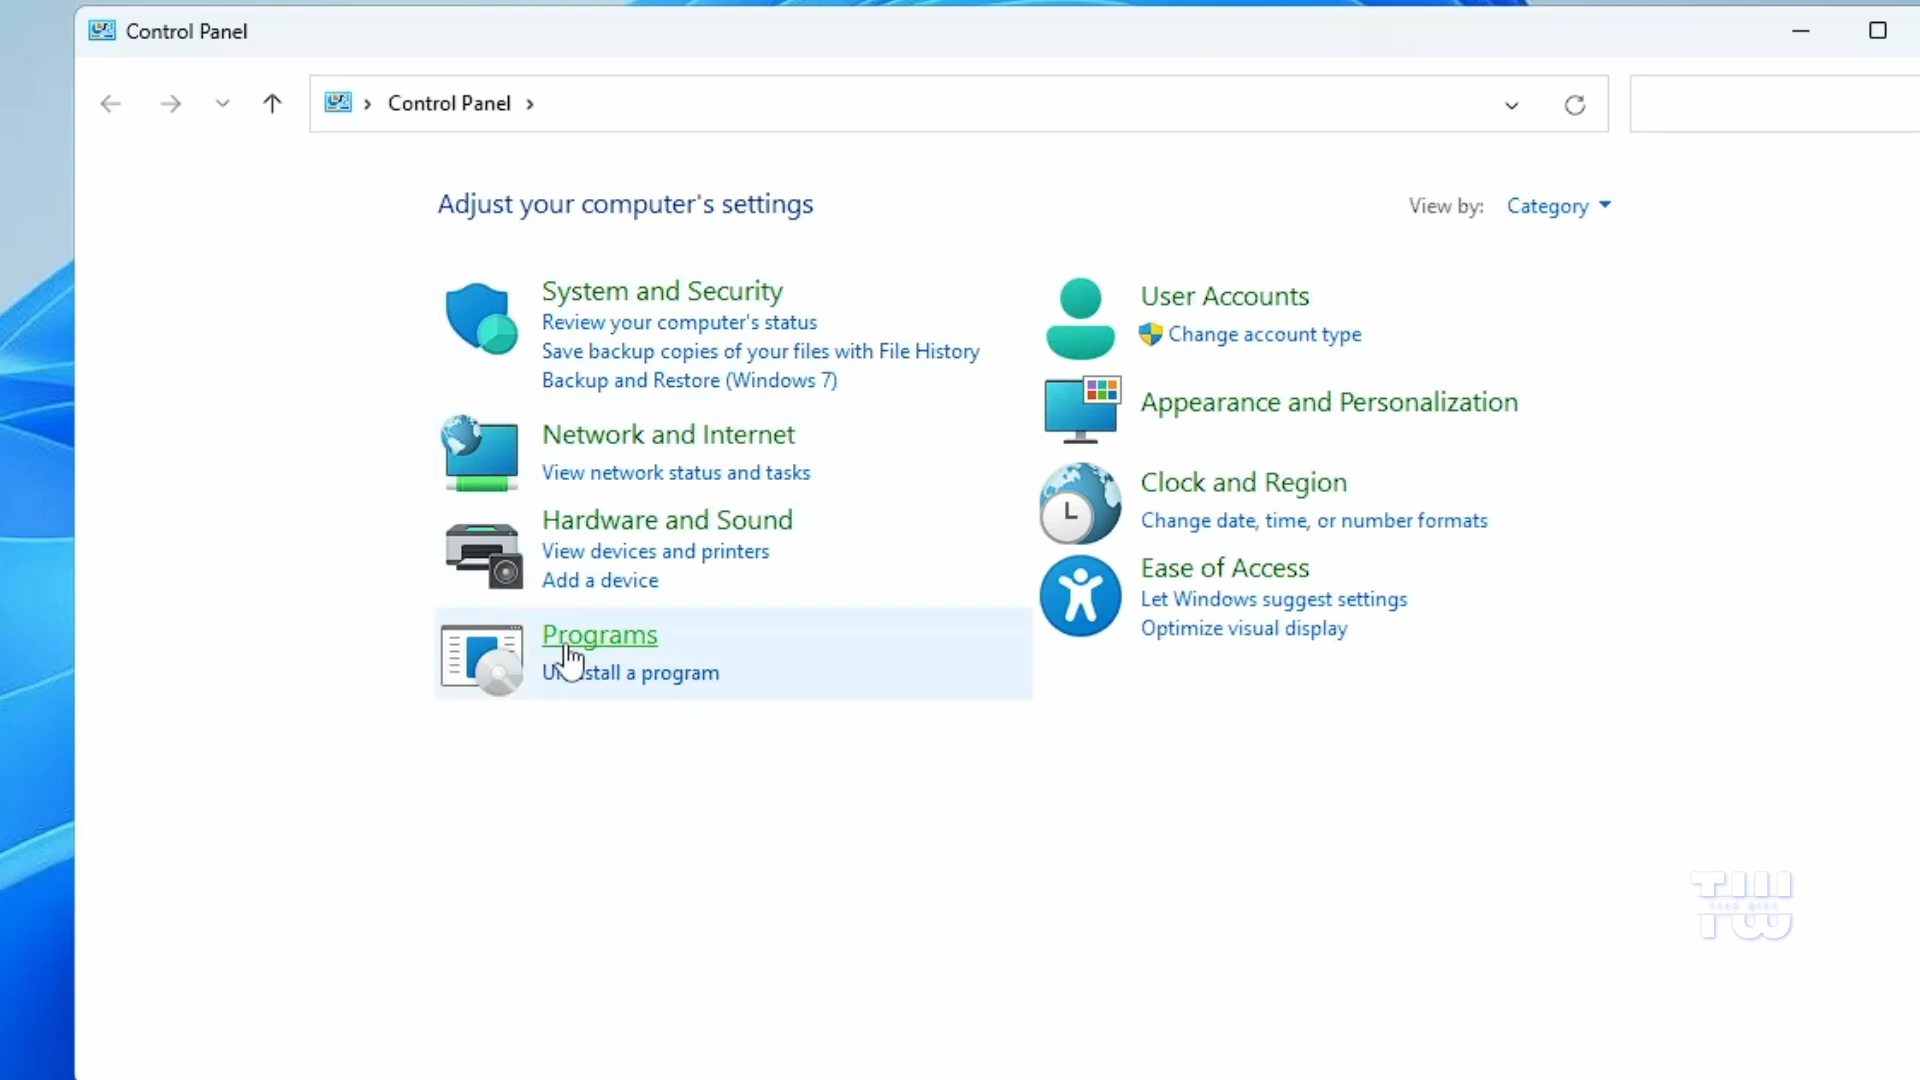 Control Panel
Control Panel
Adjust your computer's settings
View by: Category
System and Security
Review your computer's status
Save backup copies of your files with File History
Backup and Restore (Windows 7)
Network and Internet
View network status and tasks
Hardware and Sound
View devices and printers
Add a device
Programs
stall a program
User Accounts
Change account type
Appearance and Personalization
Clock and Region
Change date, time, or number formats
Ease of Access
Let Windows suggest settings
Optimize visual display
TW